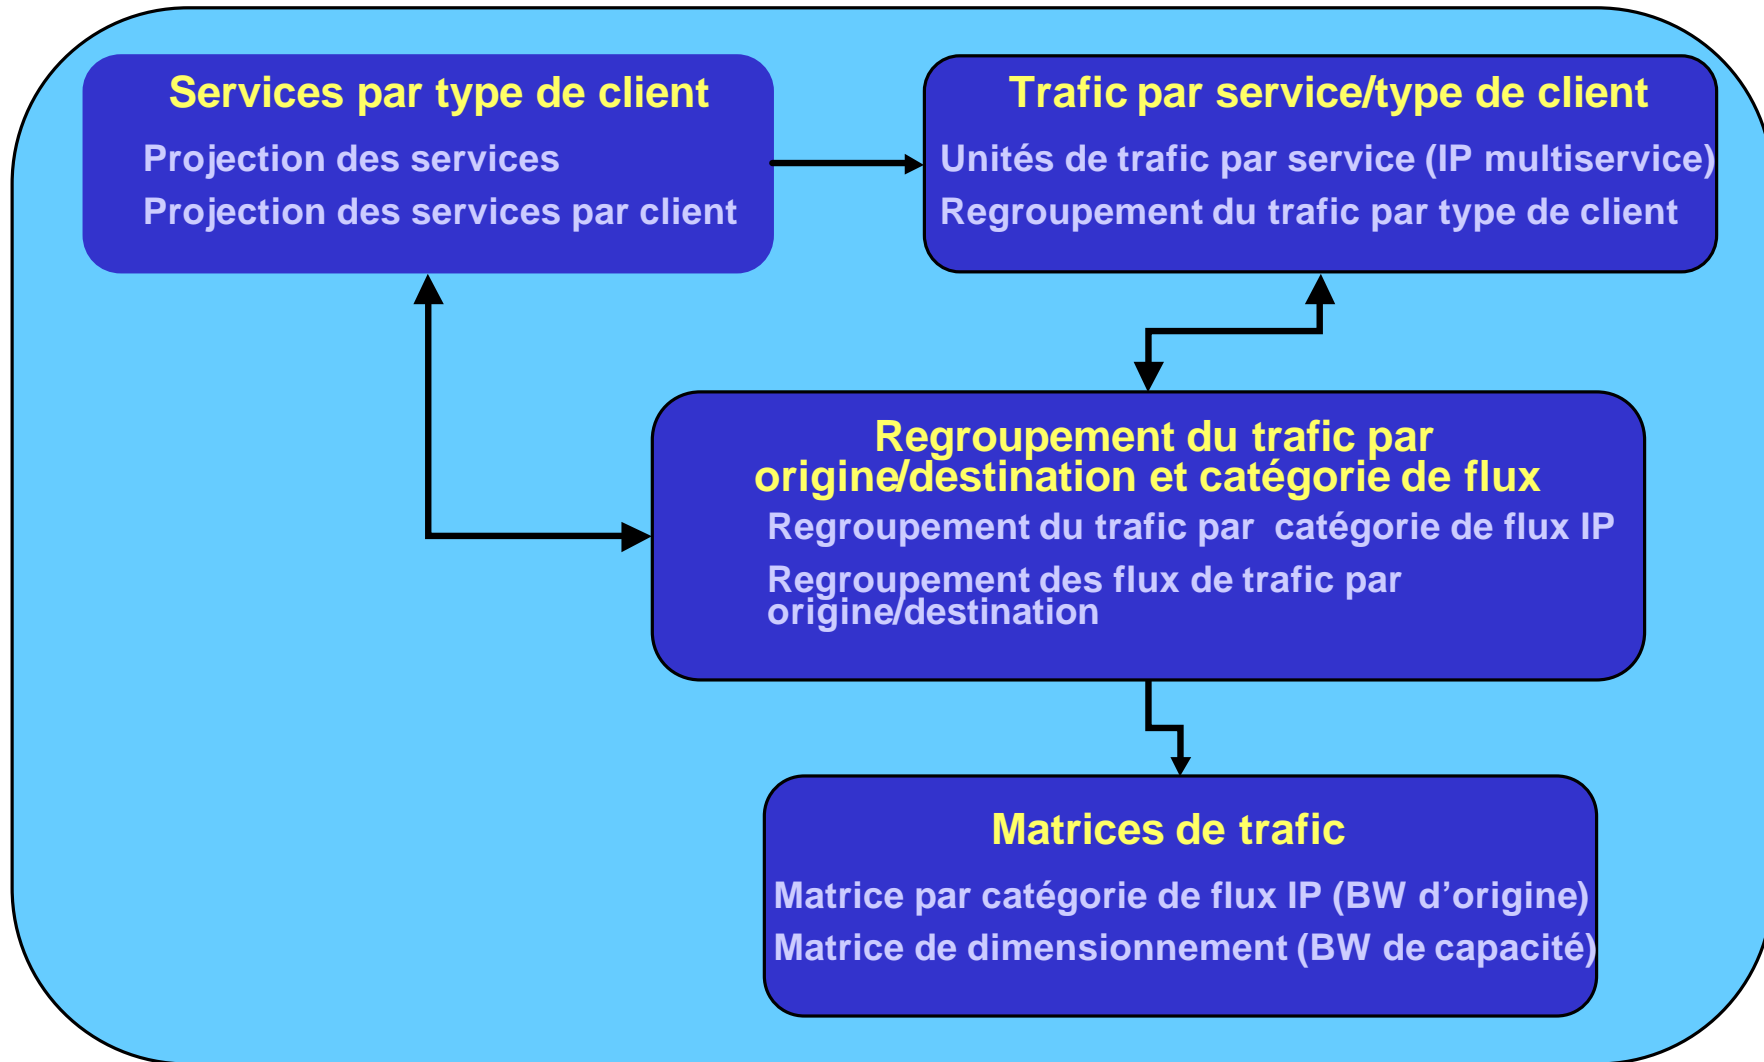 Services par type de client
Projection des services
Projection des services par client
Trafic par service/type de client
Unités de trafic par service (IP multiservice)
Regroupement du trafic par type de client
Regroupement du trafic par
origine/destination et catégorie de flux
Regroupement du trafic par catégorie de flux IP
Regroupement des flux de trafic par
origine/destination
Matrices de trafic
Matrice par catégorie de flux IP (BW d’origine)
Matrice de dimensionnement (BW de capacité)